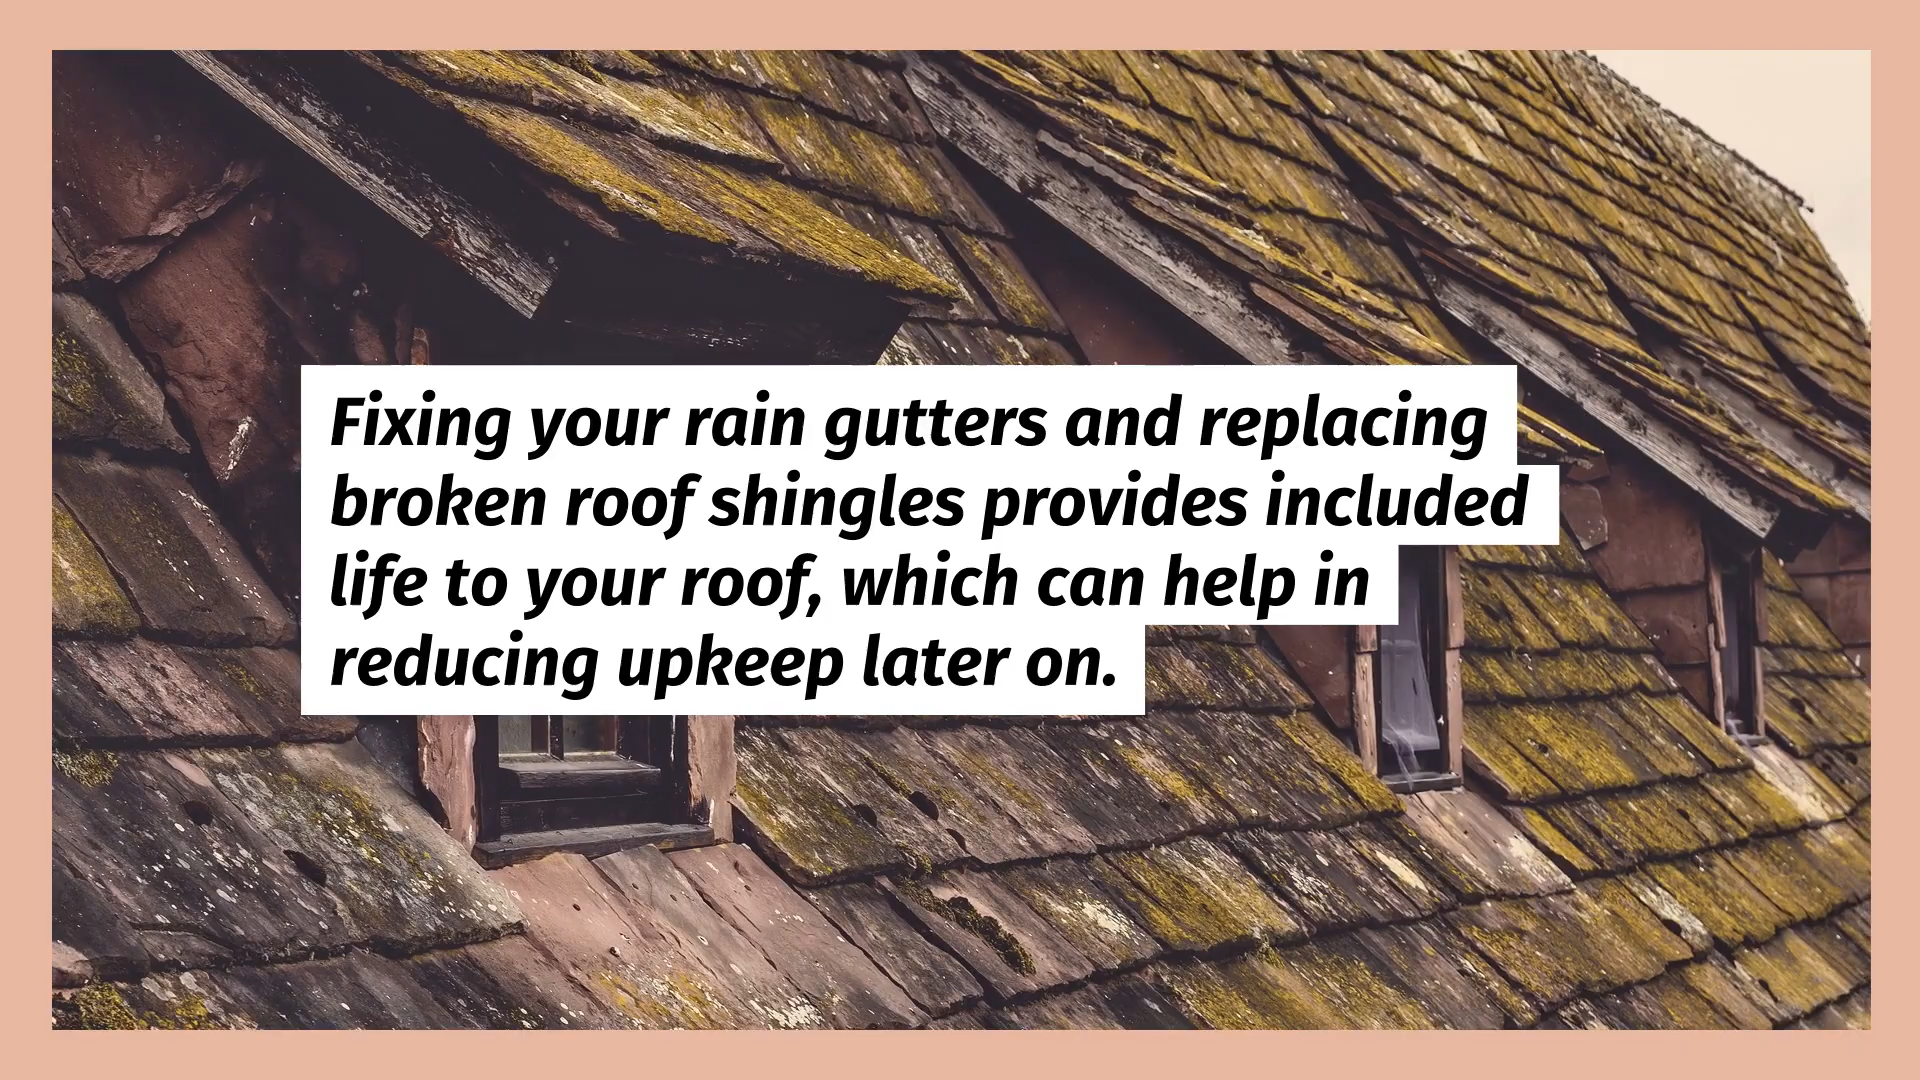 Fixing your rain gutters and replacing
broken roof shingles provides included
life to your roof, which can help in
reducing upkeep later on.